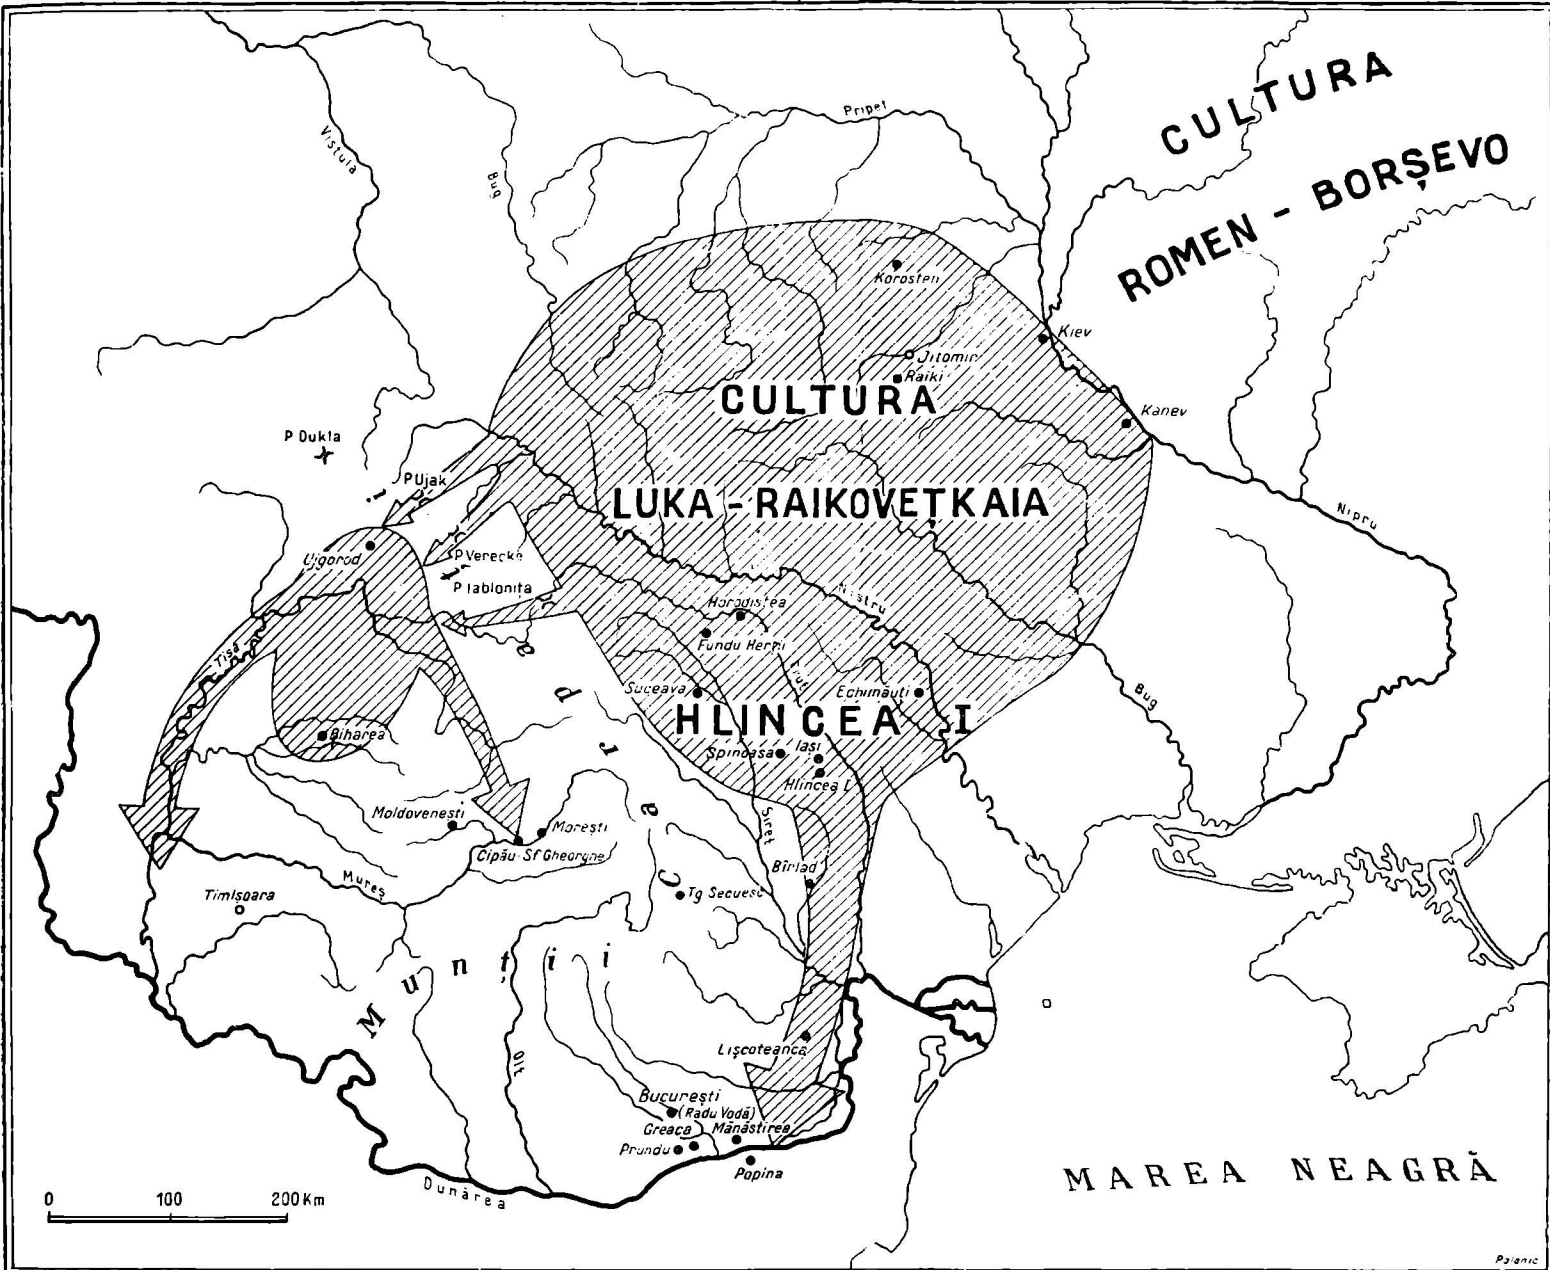 CULTURA
ROMEN - BORȘEVO
Pripet
Vistula
Bug
Korosten
Kiev
Jitomir
Raiki
CULTURA
Kanev
P Dukla
P Ujak
LUKA - RAIKOVEȚKAIA
Nipru
Ujgorod
P Verecke
P Iablonița
Horodiștea
Nistru
Fundu Herții
Tisa
Prut
Suceava
Echimăuți
Bug
HLINCEA I
Biharea
Spinoasa
Iași
Hlincea I
Moldovenești
Morești
Siret
Cipău-Sf Gheorghe
Bîrlad
Mureș
Tg Secuesc
Timișoara
Munții Carpați
Lișcoteanca
Olt
București
(Radu Vodă)
Greaca
Mănăstirea
Prundu
Popina
Dunărea
MAREA NEAGRĂ
0 100 200 Km